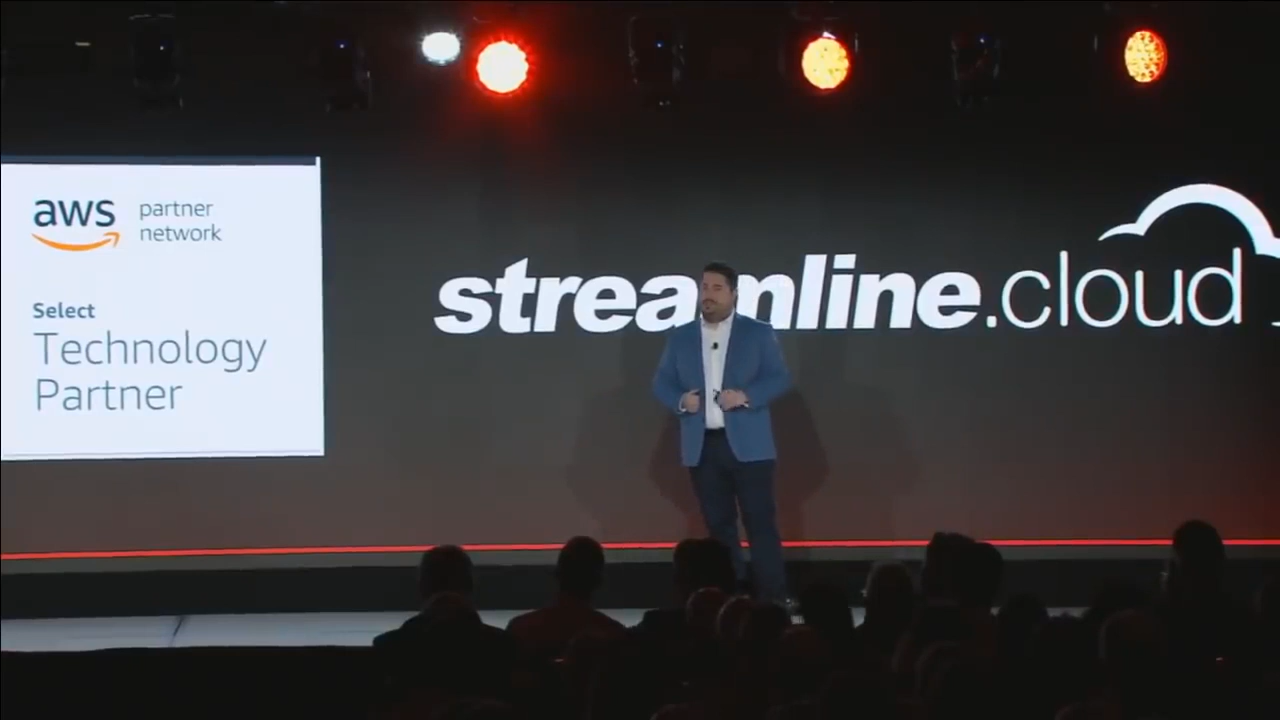 aws
partner
network
Select
Technology
Partner
streamline.cloud